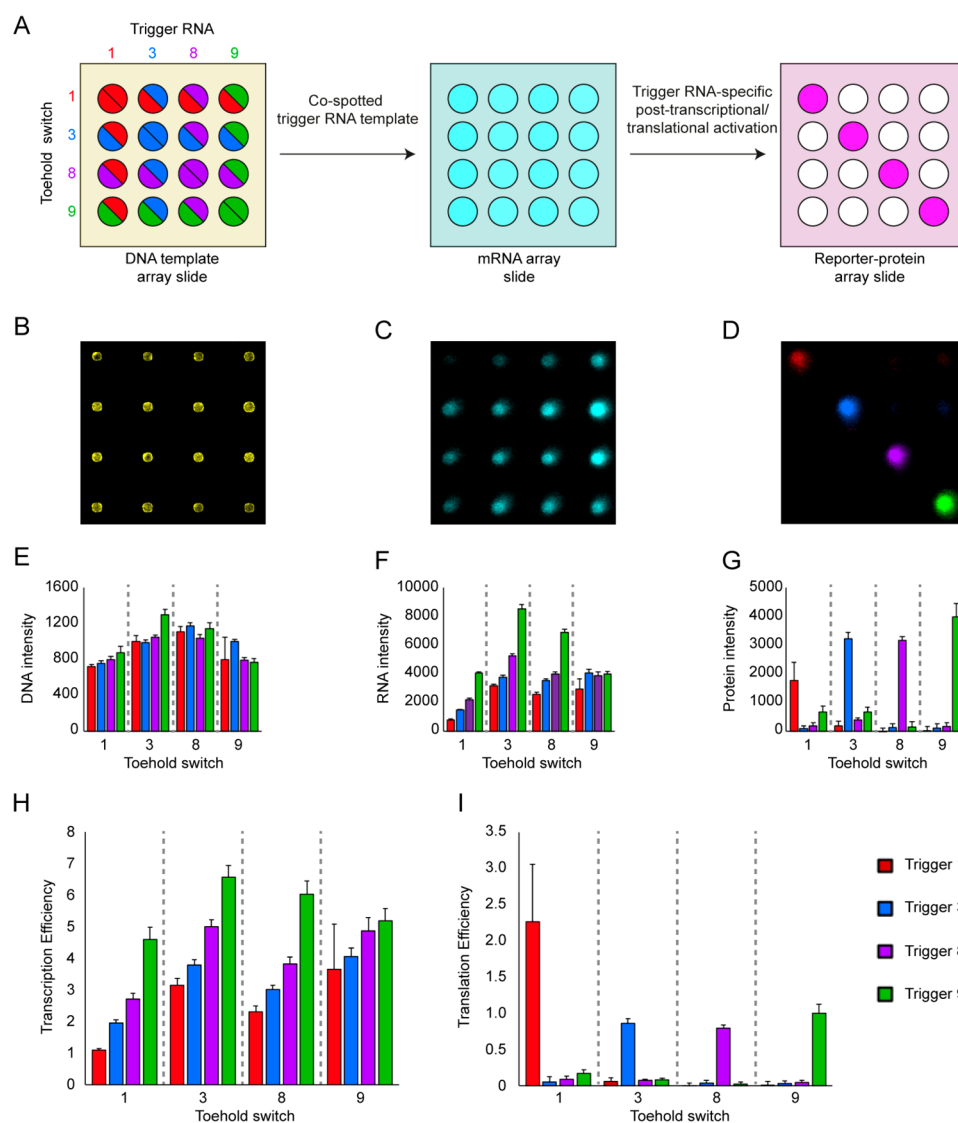 A
Trigger RNA
1 3 8 9
Toehold switch
1
3
8
9
Co-spotted
trigger RNA template
Trigger RNA-specific
post-transcriptional/
translational activation
DNA template
array slide
mRNA array
slide
Reporter-protein
array slide
B
C
D
E
DNA intensity
1600
1200
800
400
0
1 3 8 9
Toehold switch
F
RNA intensity
10000
8000
6000
4000
2000
0
1 3 8 9
Toehold switch
G
Protein intensity
5000
4000
3000
2000
1000
0
1 3 8 9
Toehold switch
H
Transcription Efficiency
8
7
6
5
4
3
2
1
0
1 3 8 9
Toehold switch
I
Translation Efficiency
3.5
3.0
2.5
2.0
1.5
1.0
0.5
0
1 3 8 9
Toehold switch
Trigger
Trigger 3
Trigger 8
Trigger 9